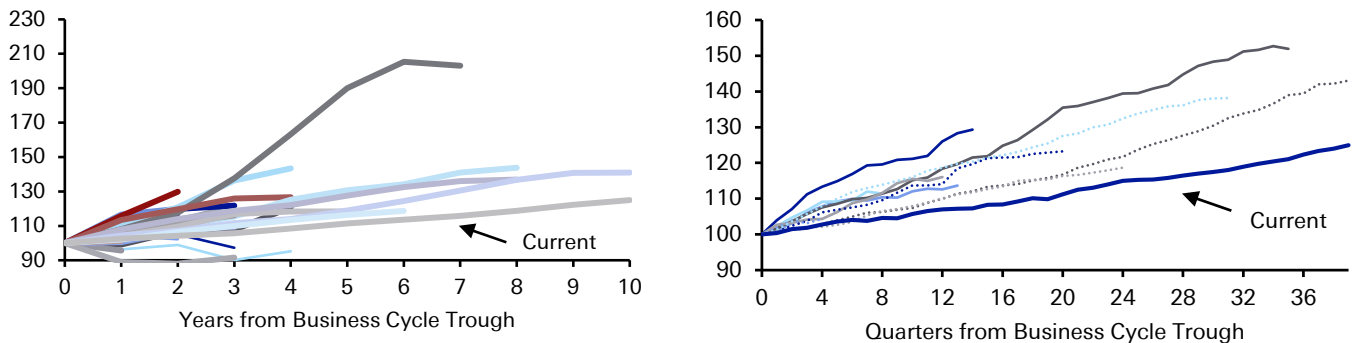 230
210
190
170
150
130
110
90
0 1 2 3 4 5 6 7 8 9 10
Years from Business Cycle Trough
Current
160
150
140
130
120
110
100
90
0 4 8 12 16 20 24 28 32 36
Quarters from Business Cycle Trough
Current